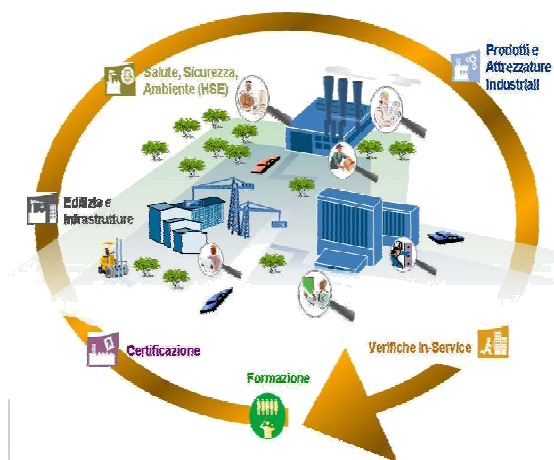 Salute, Sicurezza,
Ambiente (HSE)
Prodotti e
Attrezzature
Industriali
Edilizia e
Infrastrutture
Certificazione
Verifiche In-Service
Formazione